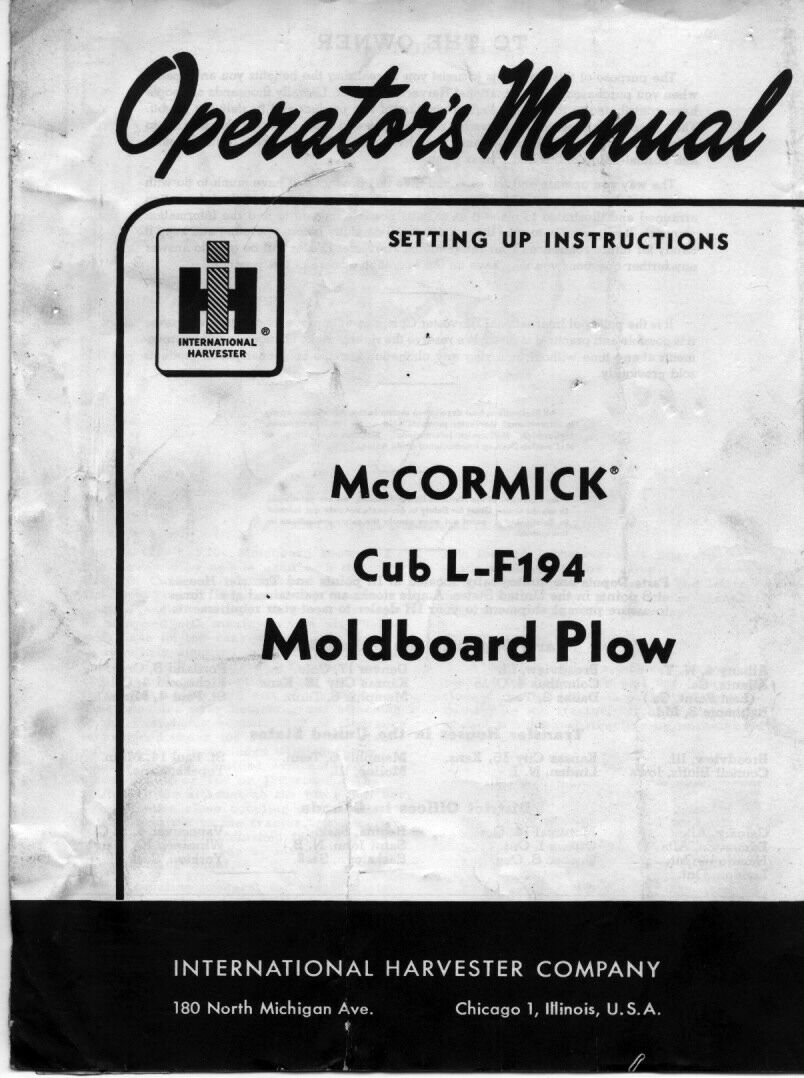 Operator's Manual
SETTING UP INSTRUCTIONS
IH
®
INTERNATIONAL
HARVESTER
McCORMICK®
Cub L-F194
Moldboard Plow
INTERNATIONAL HARVESTER COMPANY
180 North Michigan Ave. Chicago 1, Illinois, U.S.A.